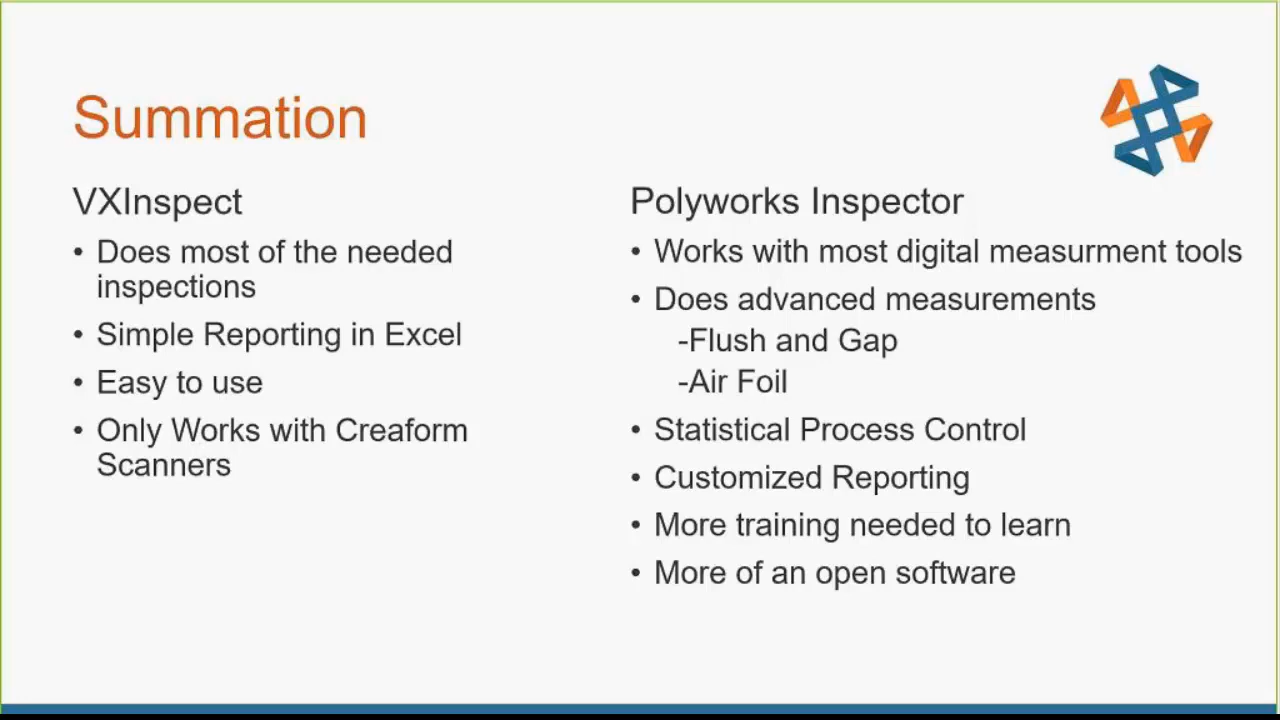 Summation
VXInspect
• Does most of the needed
inspections
• Simple Reporting in Excel
• Easy to use
• Only Works with Creaform
Scanners
Polyworks Inspector
• Works with most digital measurment tools
• Does advanced measurements
-Flush and Gap
-Air Foil
• Statistical Process Control
• Customized Reporting
• More training needed to learn
• More of an open software